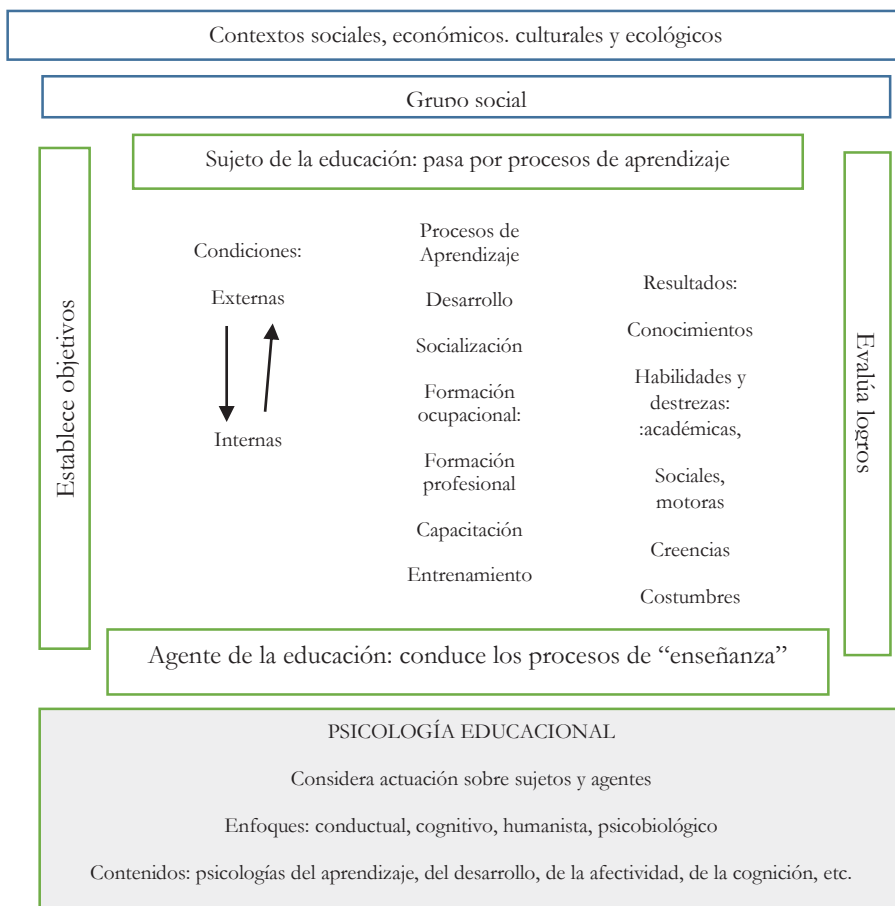 Contextos sociales, económicos. culturales y ecológicos
Grupo social
Sujeto de la educación: pasa por procesos de aprendizaje
Establece objetivos
Condiciones:
Externas
Internas
Procesos de
Aprendizaje
Desarrollo
Socialización
Formación
ocupacional:
Formación
profesional
Capacitación
Entrenamiento
Resultados:
Conocimientos
Habilidades y
destrezas:
:académicas,
Sociales,
motoras
Creencias
Costumbres
Evalúa logros
Agente de la educación: conduce los procesos de “enseñanza”
PSICOLOGÍA EDUCACIONAL
Considera actuación sobre sujetos y agentes
Enfoques: conductual, cognitivo, humanista, psicobiológico
Contenidos: psicologías del aprendizaje, del desarrollo, de la afectividad, de la cognición, etc.